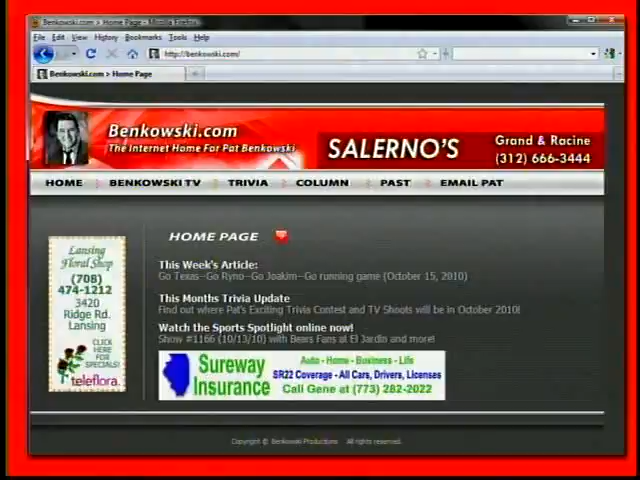 Benkowski.com > Home Page - Mozilla Firefox
File Edit View History Bookmarks Tools Help
http://benkowski.com/
Benkowski.com > Home Page
Benkowski.com
The Internet Home For Pat Benkowski
SALERNO'S
Grand & Racine
(312) 666-3444
HOME BENKOWSKI TV TRIVIA COLUMN PAST EMAIL PAT
HOME PAGE
This Week's Article:
Go Texas--Go Ryno--Go Joakim--Go running game (October 15, 2010)
This Months Trivia Update
Find out where Pat's Exciting Trivia Contest and TV Shoots will be in October 2010!
Watch the Sports Spotlight online now!
Show #1166 (10/13/10) with Bears Fans at El Jardin and more!
Lansing
Floral Shop
(708)
474-1212
3420
Ridge Rd.
Lansing
CLICK
HERE
FOR
SPECIALS!
teleflora.
Sureway
Insurance
Auto - Home - Business - Life
SR22 Coverage - All Cars, Drivers, Licenses
Call Gene at (773) 282-2022
Copyright © Benkowski Productions All rights reserved.